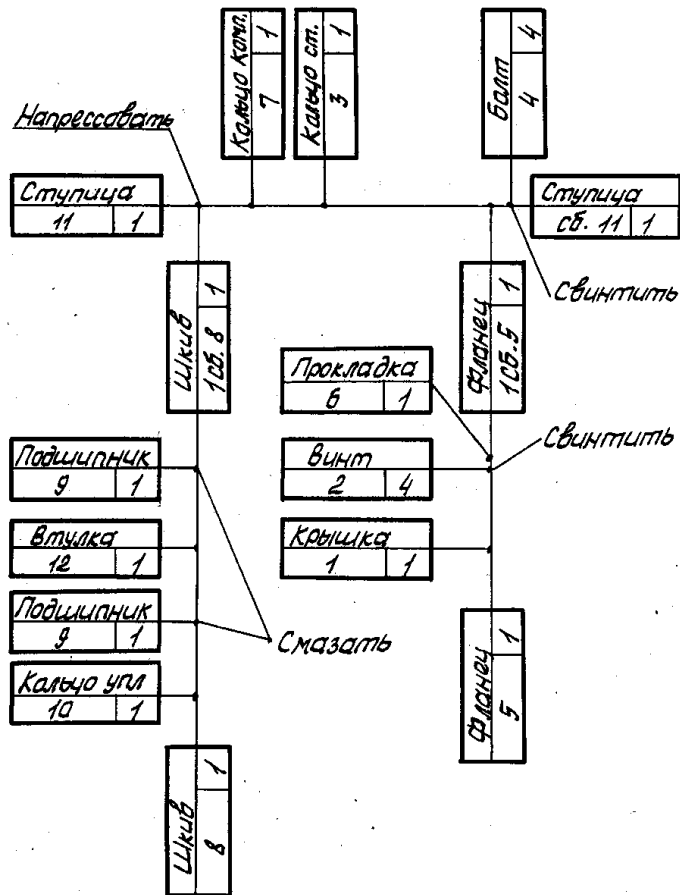 Кольцо комп. 1
7
Кольцо ст. 1
3
Болт 4
4
Напрессовать
Ступица
11 1
Ступица
сб. 11 1
Свинтить
Шкив 1
1сб. 8
Фланец 1
1сб. 5
Прокладка
6 1
Свинтить
Винт
2 4
Подшипник
9 1
Втулка
12 1
Крышка
1 1
Подшипник
9 1
Смазать
Кольцо упл
10 1
Фланец 1
5
Шкив 1
8